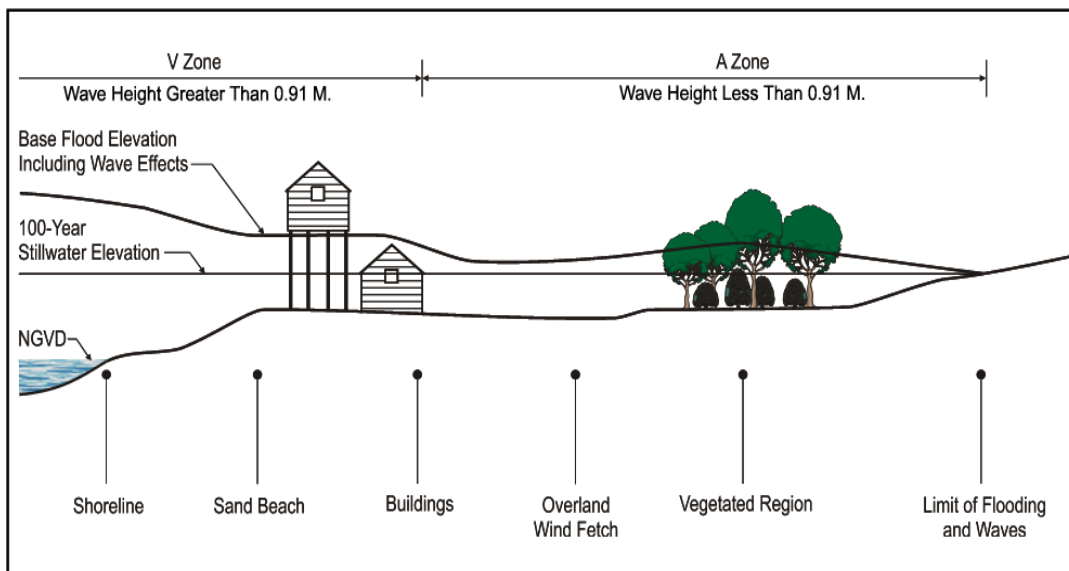 V Zone
Wave Height Greater Than 0.91 M.
A Zone
Wave Height Less Than 0.91 M.
Base Flood Elevation
Including Wave Effects
100-Year
Stillwater Elevation
NGVD
Shoreline
Sand Beach
Buildings
Overland
Wind Fetch
Vegetated Region
Limit of Flooding
and Waves